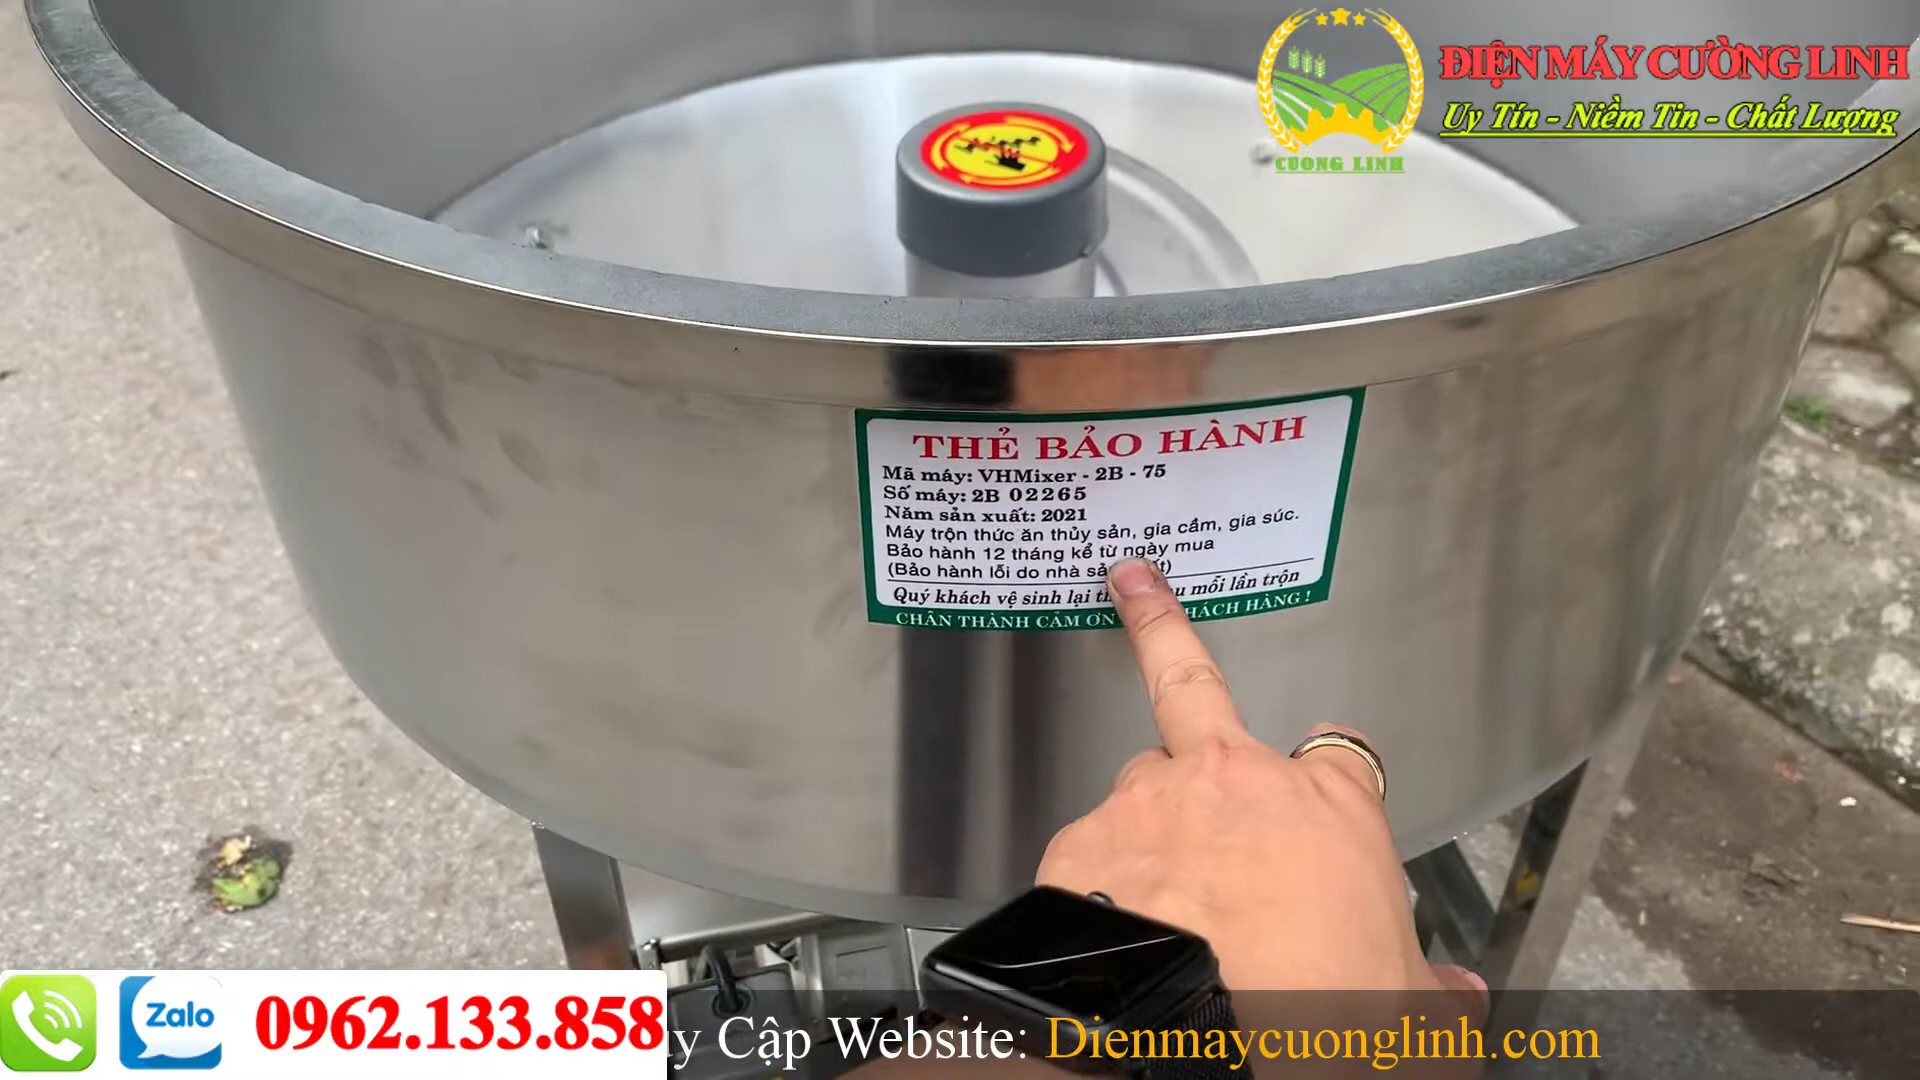 ĐIỆN MÁY CƯỜNG LINH
Uy Tín - Niềm Tin - Chất Lượng
CUONG LINH
THẺ BẢO HÀNH
Mã máy: VHMixer - 2B - 75
Số máy: 2B 02265
Năm sản xuất: 2021
Máy trộn thức ăn thủy sản, gia cầm, gia súc.
Bảo hành 12 tháng kể từ ngày mua
(Bảo hành lỗi do nhà
Quý khách vệ sinh lại mỗi lần trộn
CHÂN THÀNH CẢM ƠN KHÁCH HÀNG !
Zalo
0962.133.858
Cập Website: Dienmaycuonglinh.com